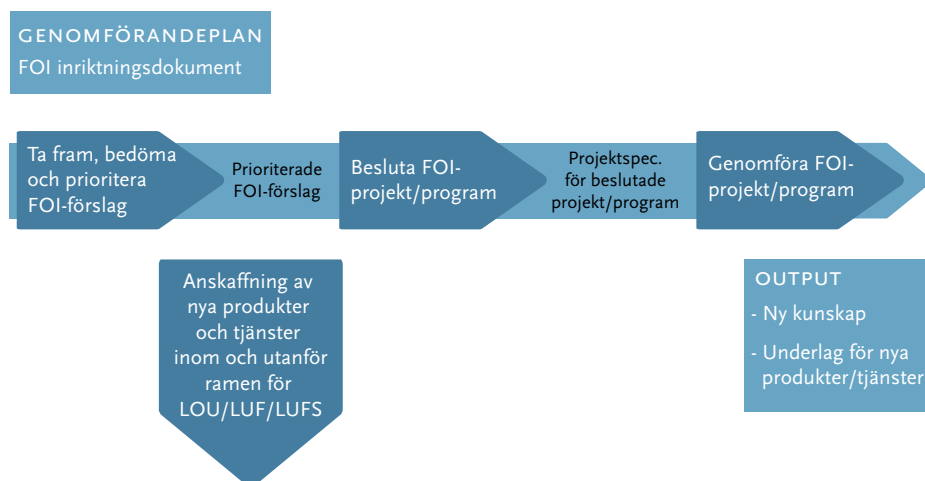 GENOMFÖRANDEPLAN
FOI inriktningsdokument
Ta fram, bedöma
och prioritera
FOI-förslag
Prioriterade
FOI-förslag
Besluta FOI-
projekt/program
Projektspec.
för beslutade
projekt/program
Genomföra FOI-
projekt/program
Anskaffning av
nya produkter
och tjänster
inom och utanför
ramen för
LOU/LUF/LUFS
OUTPUT
- Ny kunskap
- Underlag för nya
produkter/tjänster